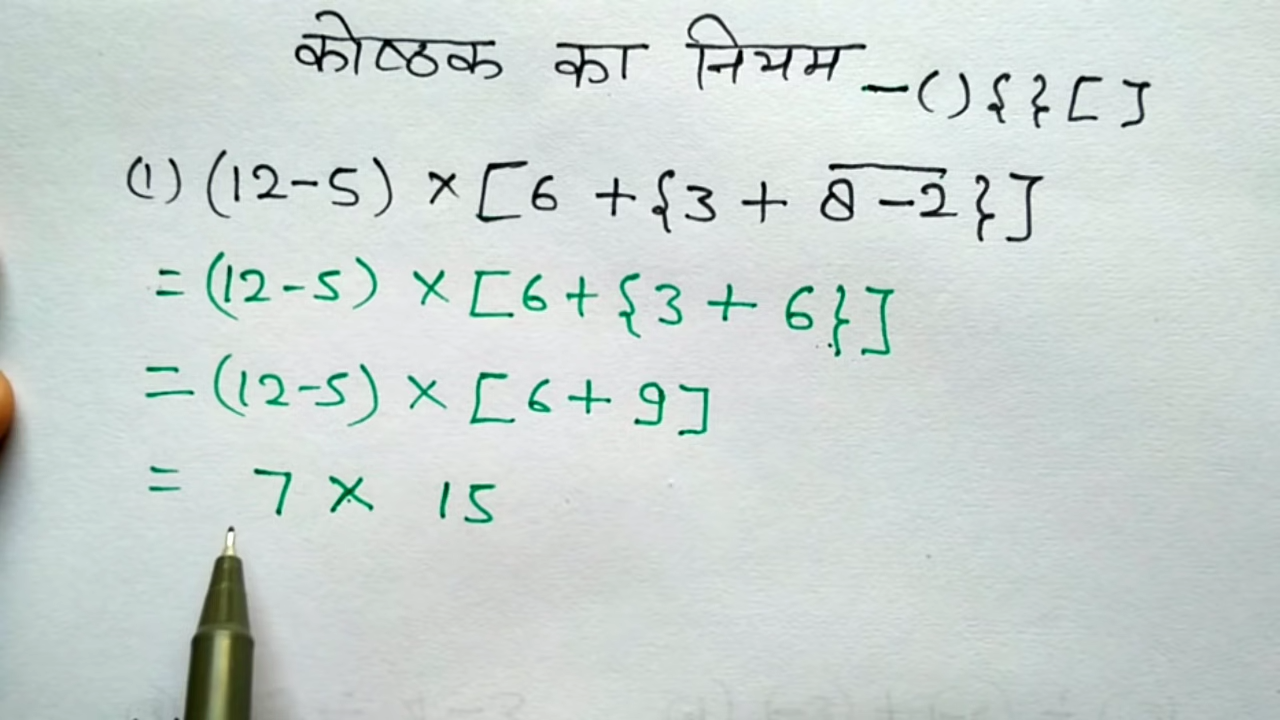 कोष्ठक का नियम – ( ) { } [ ]
(1) (12-5) × [6 + {3 + 8̅ ̅-̅ ̅2̅}]
= (12-5) × [6 + {3 + 6}]
= (12-5) × [6 + 9]
= 7 × 15